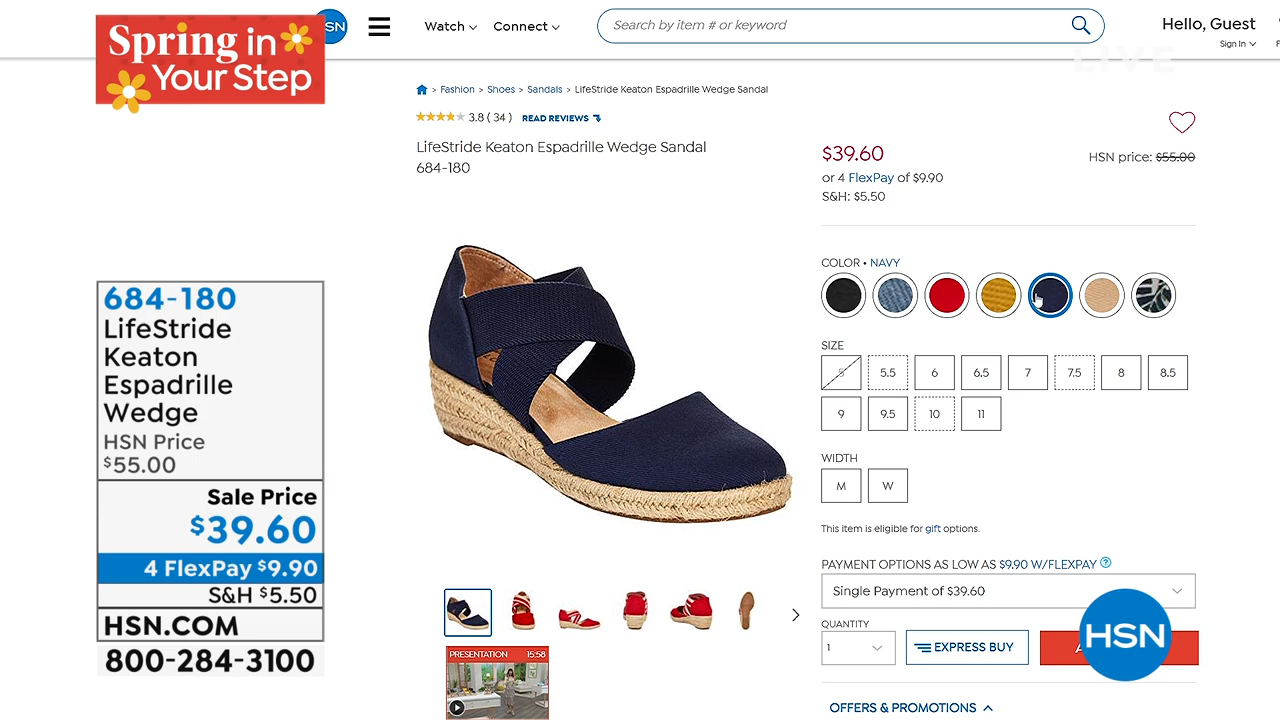 Spring in
Your Step
SN
Watch
Connect
Search by item # or keyword
Hello, Guest
Sign In
LIVE
> Fashion > Shoes > Sandals > LifeStride Keaton Espadrille Wedge Sandal
3.8 ( 34 ) READ REVIEWS
LifeStride Keaton Espadrille Wedge Sandal
684-180
$39.60
HSN price: $55.00
or 4 FlexPay of $9.90
S&H: $5.50
COLOR • NAVY
SIZE
5 5.5 6 6.5 7 7.5 8 8.5
9 9.5 10 11
WIDTH
M W
This item is eligible for gift options.
PAYMENT OPTIONS AS LOW AS $9.90 W/FLEXPAY ?
Single Payment of $39.60
QUANTITY
1
EXPRESS BUY
HSN
OFFERS & PROMOTIONS
PRESENTATION 15:58
684-180
LifeStride
Keaton
Espadrille
Wedge
HSN Price
$55.00
Sale Price
$39.60
4 FlexPay $9.90
S&H $5.50
HSN.COM
800-284-3100